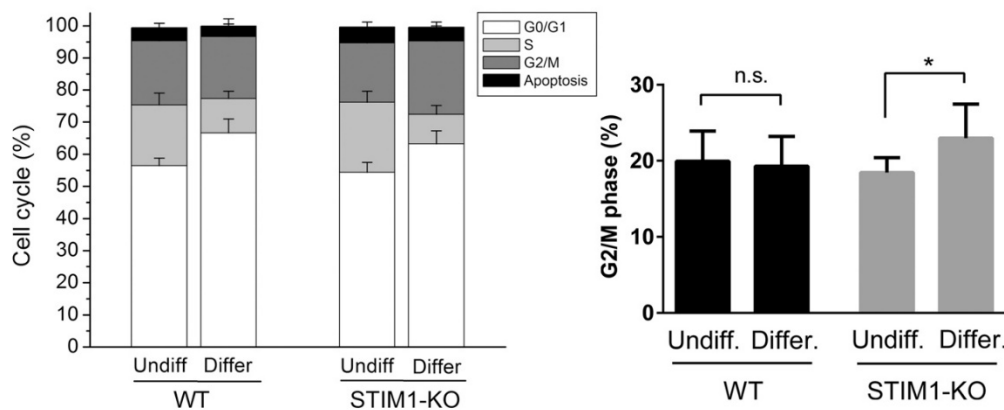 100
90
80
70
60
50
40
30
20
10
0
Cell cycle (%)
G0/G1
S
G2/M
Apoptosis
Undiff Differ
WT
Undiff Differ
STIM1-KO
30
20
10
0
G2/M phase (%)
n.s.
*
Undiff. Differ.
WT
Undiff. Differ.
STIM1-KO